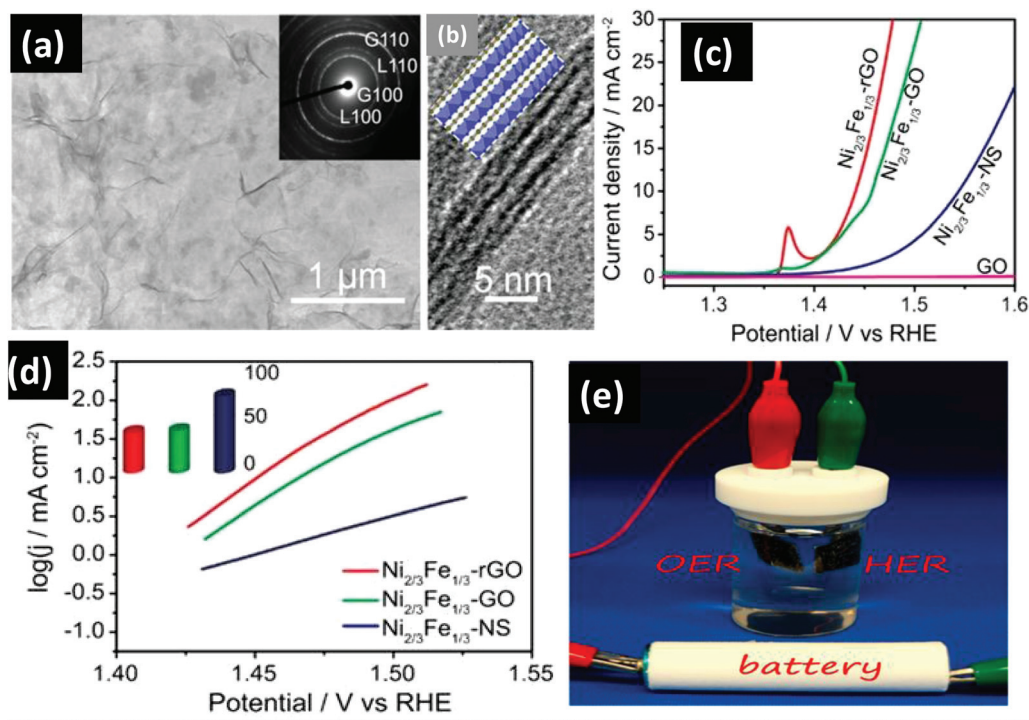 (a)
G110
L110
G100
L100
1 μm
(b)
5 nm
(c)
Current density / mA cm⁻²
30
25
20
15
10
5
0
Ni₂/₃Fe₁/₃-rGO
Ni₂/₃Fe₁/₃-GO
Ni₂/₃Fe₁/₃-NS
GO
1.3 1.4 1.5 1.6
Potential / V vs RHE
(d)
log(j / mA cm⁻²)
2.5
2.0
1.5
1.0
0.5
0.0
-0.5
-1.0
100
50
0
Ni₂/₃Fe₁/₃-rGO
Ni₂/₃Fe₁/₃-GO
Ni₂/₃Fe₁/₃-NS
1.40 1.45 1.50 1.55
Potential / V vs RHE
(e)
OER HER
battery